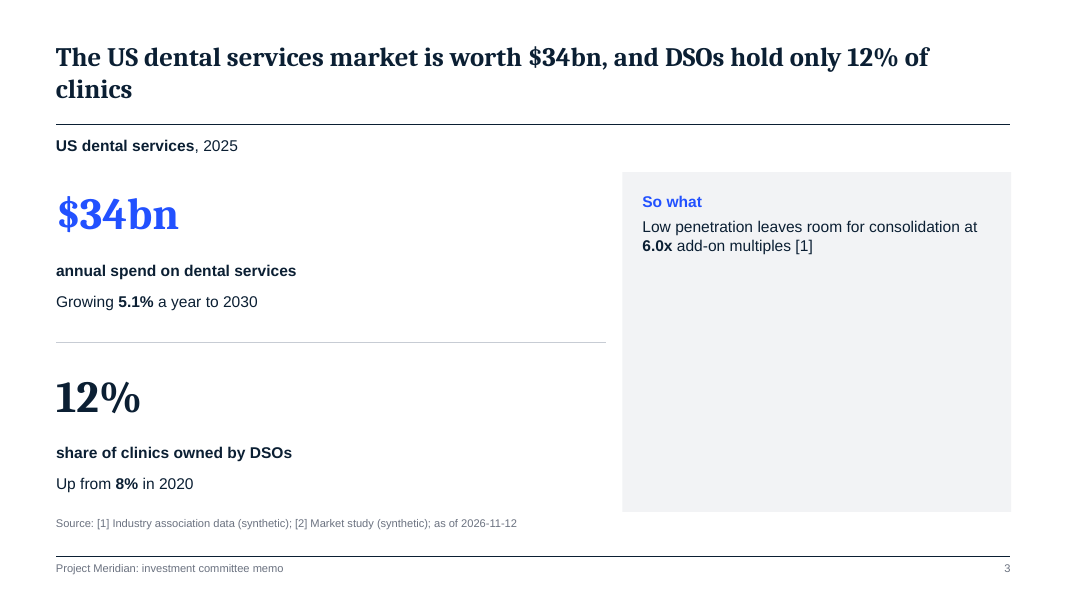 The US dental services market is worth $34bn, and DSOs hold only 12% of
clinics
US dental services, 2025
$34bn
annual spend on dental services
Growing 5.1% a year to 2030
12%
share of clinics owned by DSOs
Up from 8% in 2020
So what
Low penetration leaves room for consolidation at
6.0x add-on multiples [1]
Source: [1] Industry association data (synthetic); [2] Market study (synthetic); as of 2026-11-12
Project Meridian: investment committee memo
3